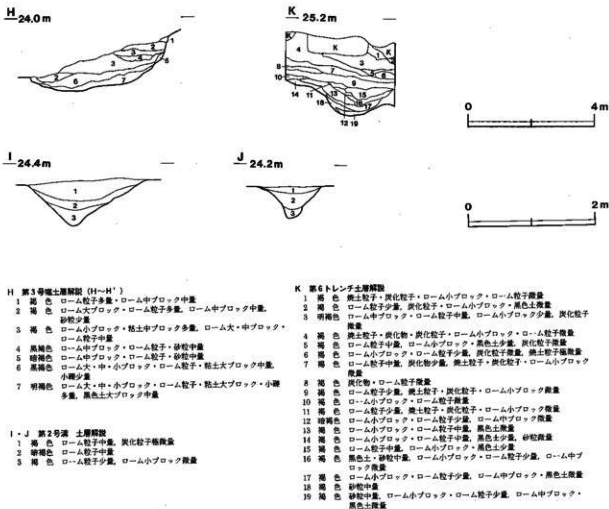 H
24.0m
K
25.2m
0 4m
I
24.4m
J
24.2m
0 2m
H 第3号堀土層解説(H〜H')
1 褐色 ローム粒子多量・ローム中ブロック中量
2 褐色 ローム大ブロック・ローム粒子多量,ローム中ブロック中量,
砂粒少量
3 褐色 ローム小ブロック・粘土中ブロック多量,ローム大・中ブロック・
ローム粒子中量
4 黒褐色 ローム中ブロック・ローム粒子・砂粒中量
5 暗褐色 ローム中ブロック・ローム粒子・砂粒中量
6 黒褐色 ローム大・中・小ブロック・ローム粒子・粘土大ブロック中量,
小礫少量
7 明褐色 ローム大・中・小ブロック・ローム粒子・粘土大ブロック・小礫
多量,黒色土大ブロック中量
I・J 第2号溝 土層解説
1 褐色 ローム粒子中量,炭化粒子極微量
2 暗褐色 ローム粒子中量
3 褐色 ローム粒子少量,ローム小ブロック微量
K 第6トレンチ土層解説
1 褐色 焼土粒子・炭化粒子・ローム小ブロック・ローム粒子微量
2 褐色 ローム粒子少量,炭化粒子・ローム小ブロック・黒色土微量
3 明褐色 ローム中ブロック・ローム粒子中量,ローム小ブロック少量,炭化粒子
微量
4 褐色 焼土粒子・炭化物・炭化粒子・ローム小ブロック・ローム粒子微量
5 褐色 ローム粒子中量,ローム小ブロック・黒色土少量,炭化粒子微量
6 褐色 ローム小ブロック・ローム粒子少量,炭化粒子微量,焼土粒子極微量
7 褐色 ローム粒子中量,炭化物少量,焼土粒子・炭化粒子・ローム小ブロック
微量
8 褐色 炭化物・ローム粒子微量
9 褐色 ローム粒子少量,焼土粒子・炭化粒子・ローム小ブロック微量
10 褐色 ローム小ブロック・ローム粒子微量
11 褐色 ローム粒子少量,焼土粒子・炭化粒子・ローム小ブロック微量
12 暗褐色 ローム小ブロック・ローム粒子少量,ローム中ブロック微量
13 褐色 ローム小ブロック・ローム粒子中量,黒色土微量
14 褐色 ローム小ブロック・ローム粒子中量,黒色土少量,砂粒微量
15 褐色 ローム粒子中量,ローム小ブロック・黒色土少量
16 褐色 黒色土・砂粒中量,ローム小ブロック・ローム粒子少量,ローム中ブ
ロック微量
17 褐色 ローム小ブロック・ローム粒子少量,ローム中ブロック・黒色土微量
18 褐色 砂粒中量
19 褐色 砂粒中量,ローム小ブロック・ローム粒子少量,ローム中ブロック・
黒色土微量